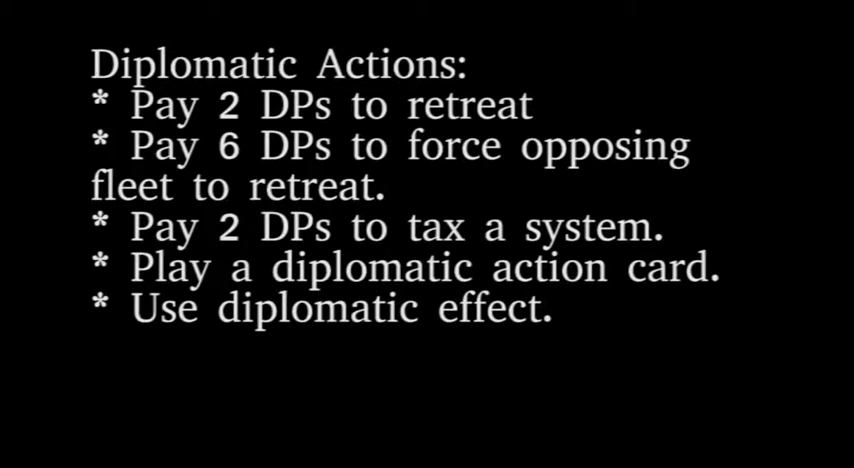 Diplomatic Actions:
* Pay 2 DPs to retreat
* Pay 6 DPs to force opposing
fleet to retreat.
* Pay 2 DPs to tax a system.
* Play a diplomatic action card.
* Use diplomatic effect.